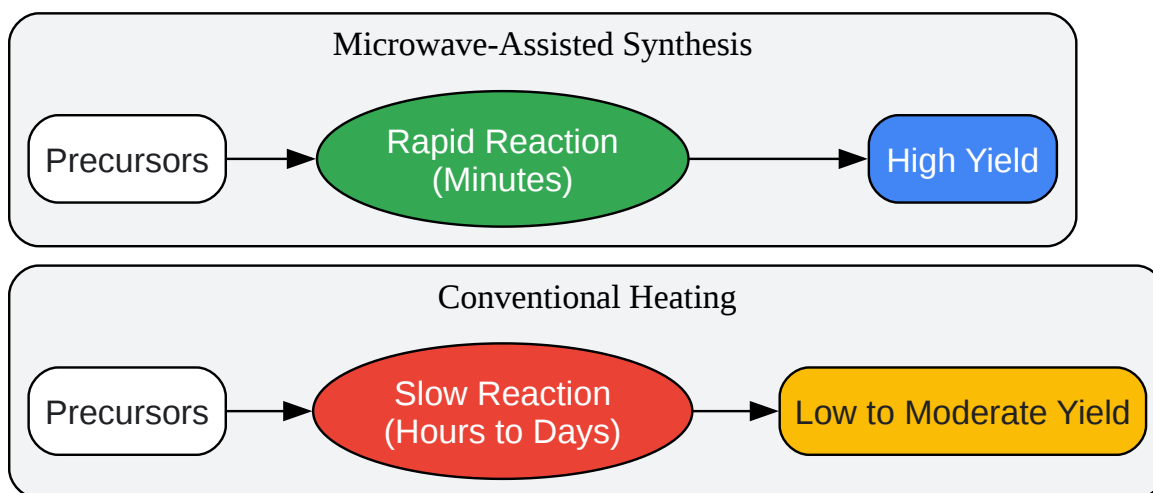 Microwave-Assisted Synthesis
Precursors
Rapid Reaction
(Minutes)
High Yield
Conventional Heating
Precursors
Slow Reaction
(Hours to Days)
Low to Moderate Yield